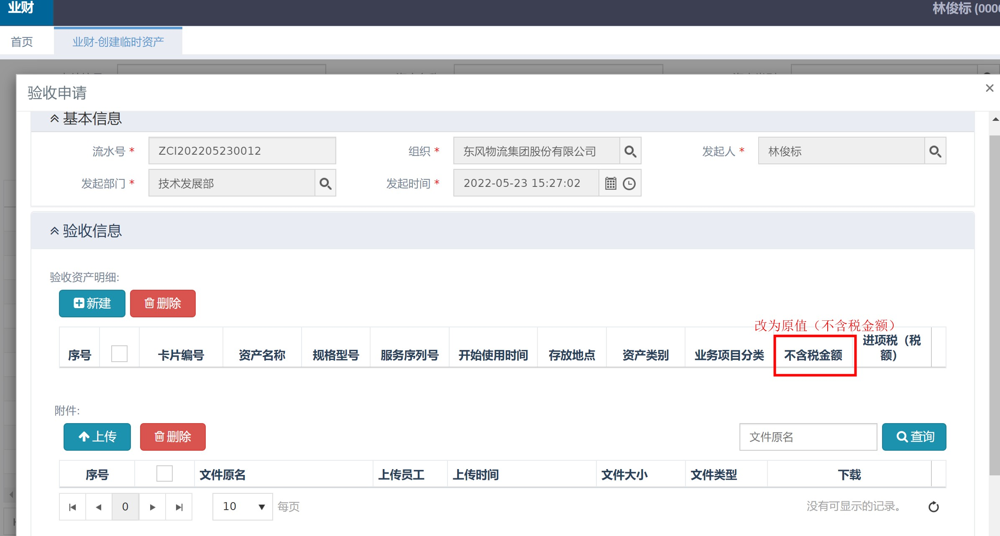 业财
林俊标 (000
首页
业财-创建临时资产
验收申请
基本信息
流水号 * ZCI202205230012
组织 * 东风物流集团股份有限公司
发起人 * 林俊标
发起部门 * 技术发展部
发起时间 * 2022-05-23 15:27:02
验收信息
验收资产明细:
新建 删除
改为原值（不含税金额）
序号 卡片编号 资产名称 规格型号 服务序列号 开始使用时间 存放地点 资产类别 业务项目分类 不含税金额 进项税（税
额）
附件:
上传 删除 文件原名 查询
序号 文件原名 上传员工 上传时间 文件大小 文件类型 下载
0 10 每页 没有可显示的记录。